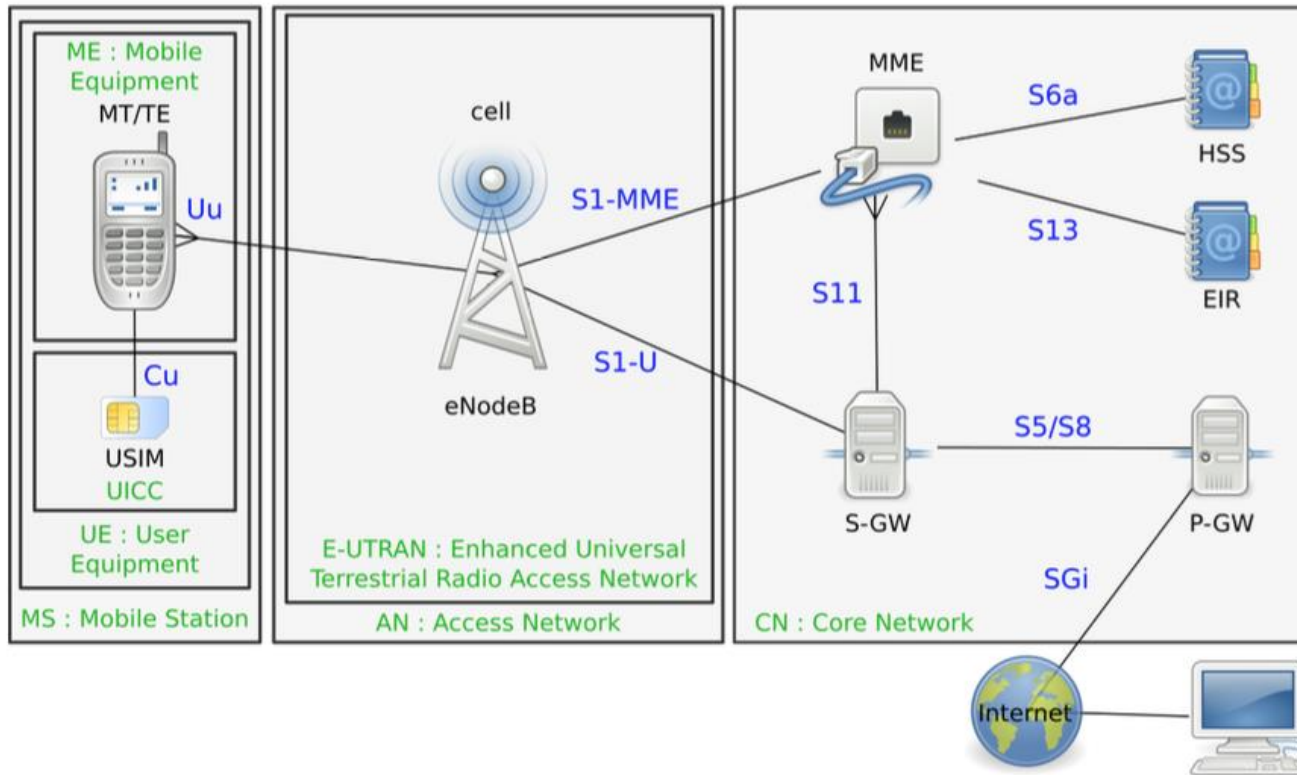 ME : Mobile
Equipment
MT/TE
Uu
Cu
USIM
UICC
UE : User
Equipment
MS : Mobile Station
cell
S1-MME
S1-U
eNodeB
E-UTRAN : Enhanced Universal
Terrestrial Radio Access Network
AN : Access Network
MME
S6a
@
HSS
S13
@
EIR
S11
S5/S8
S-GW
P-GW
SGi
CN : Core Network
Internet